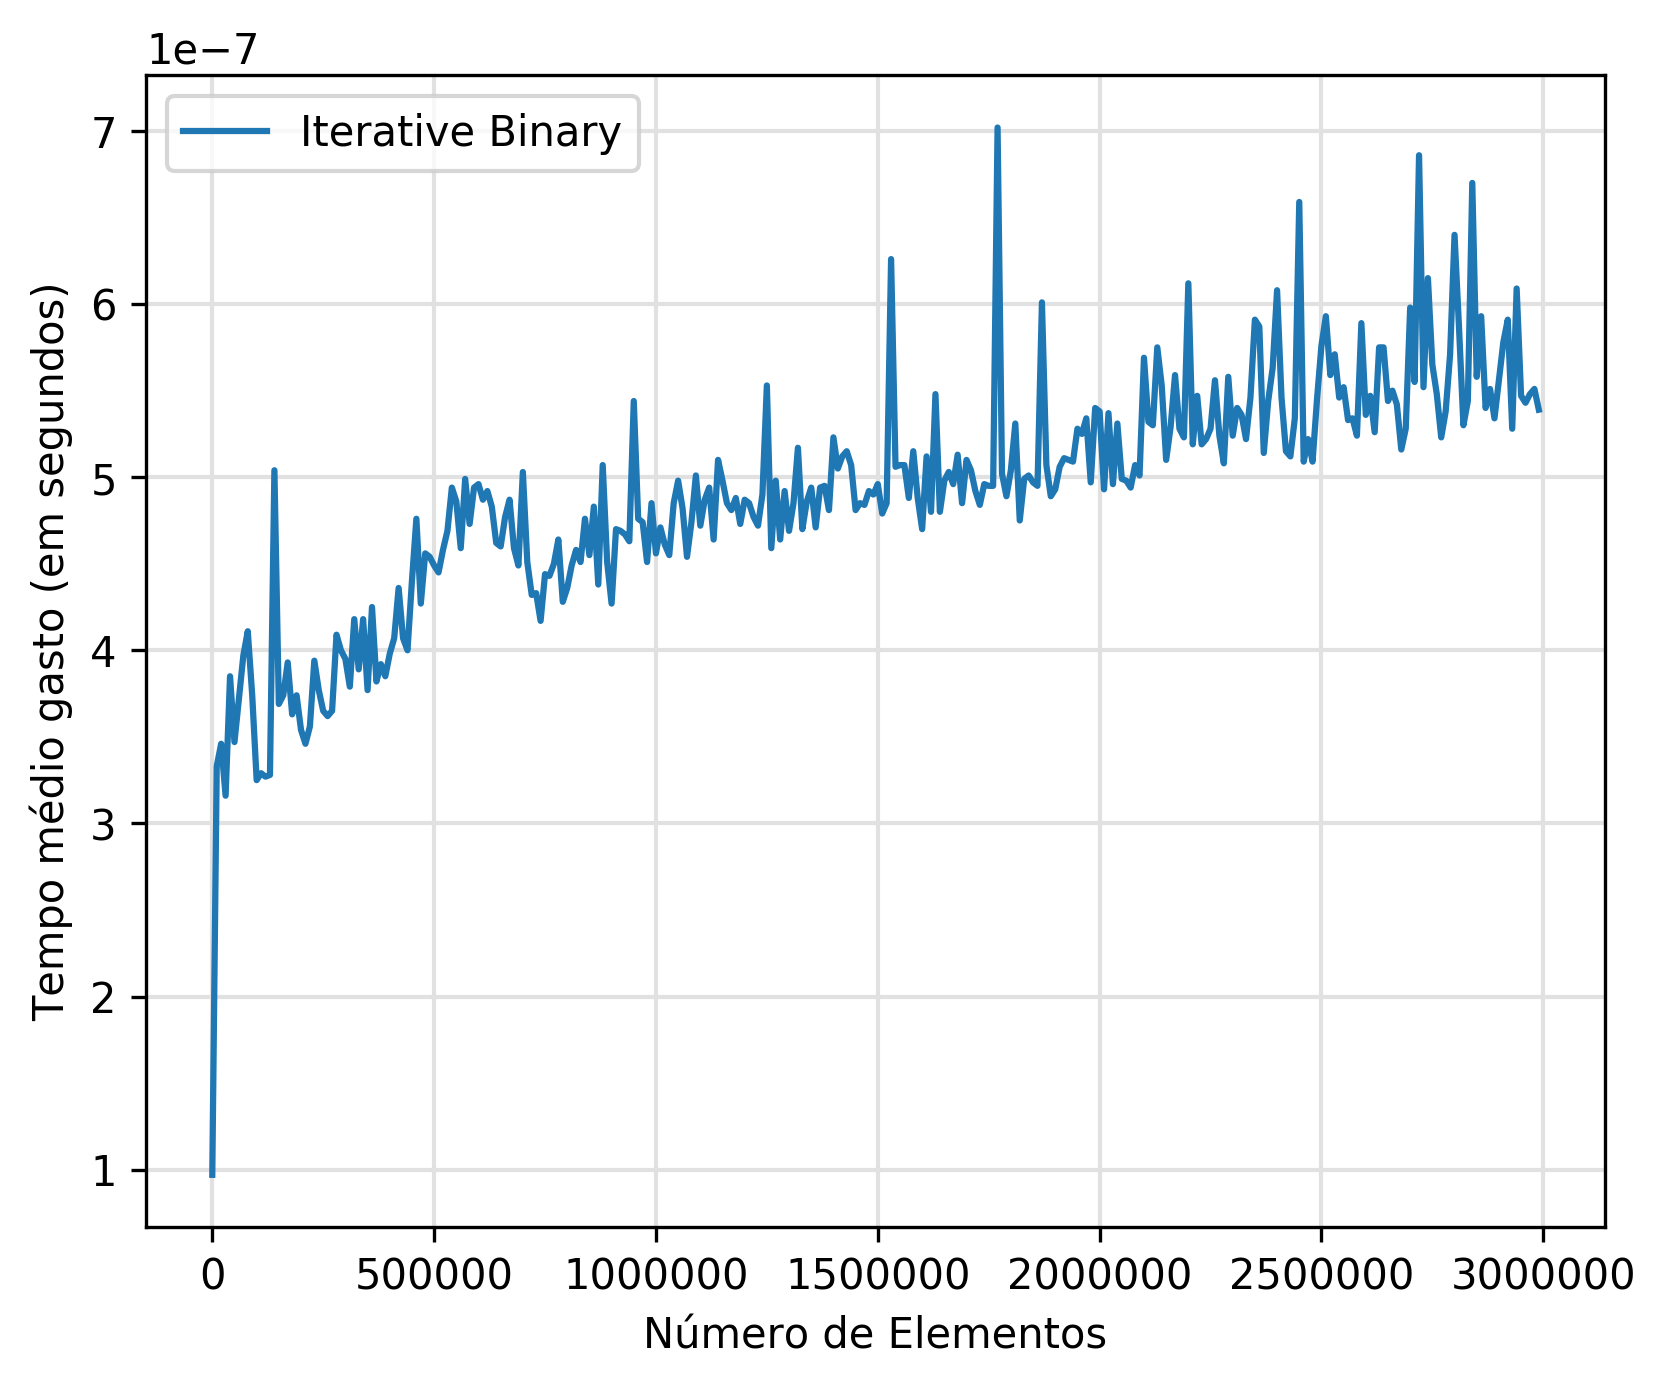 1e−7
Iterative Binary
7
6
5
4
3
2
1
Tempo médio gasto (em segundos)
0 500000 1000000 1500000 2000000 2500000 3000000
Número de Elementos